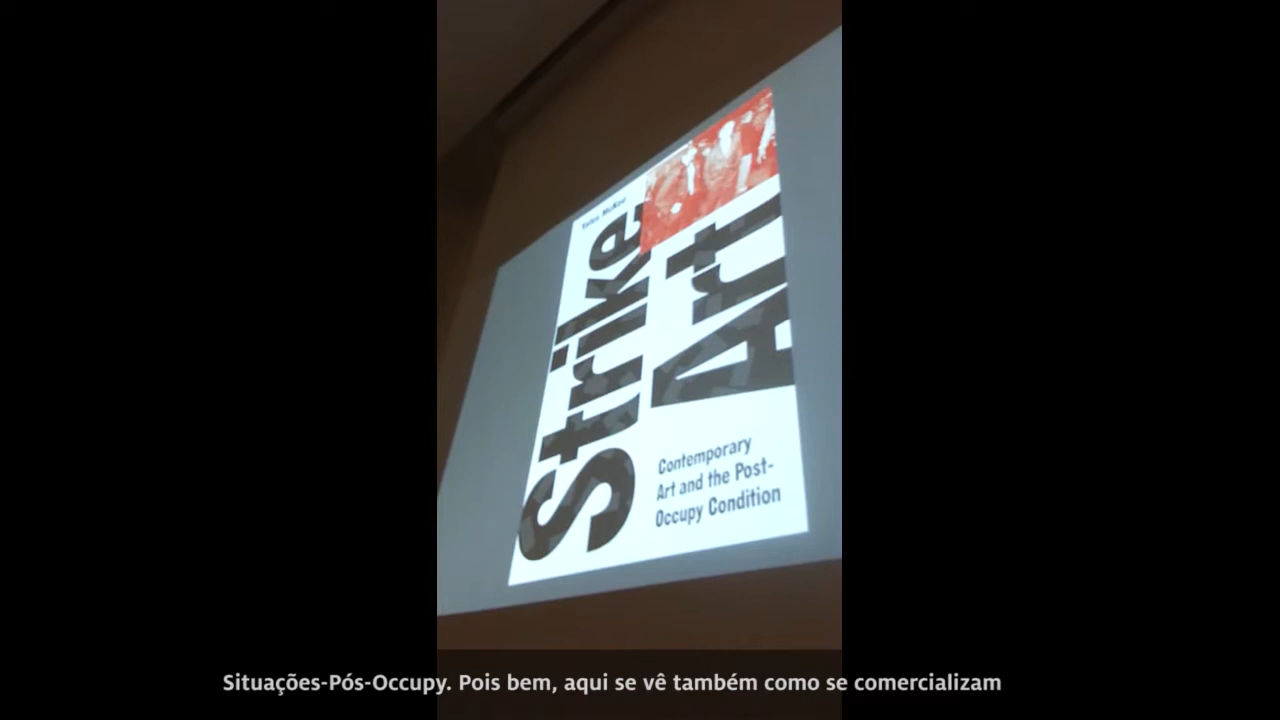 Yates McKee
Strike
Art
Contemporary
Art and the Post-
Occupy Condition
Situações-Pós-Occupy. Pois bem, aqui se vê também como se comercializam